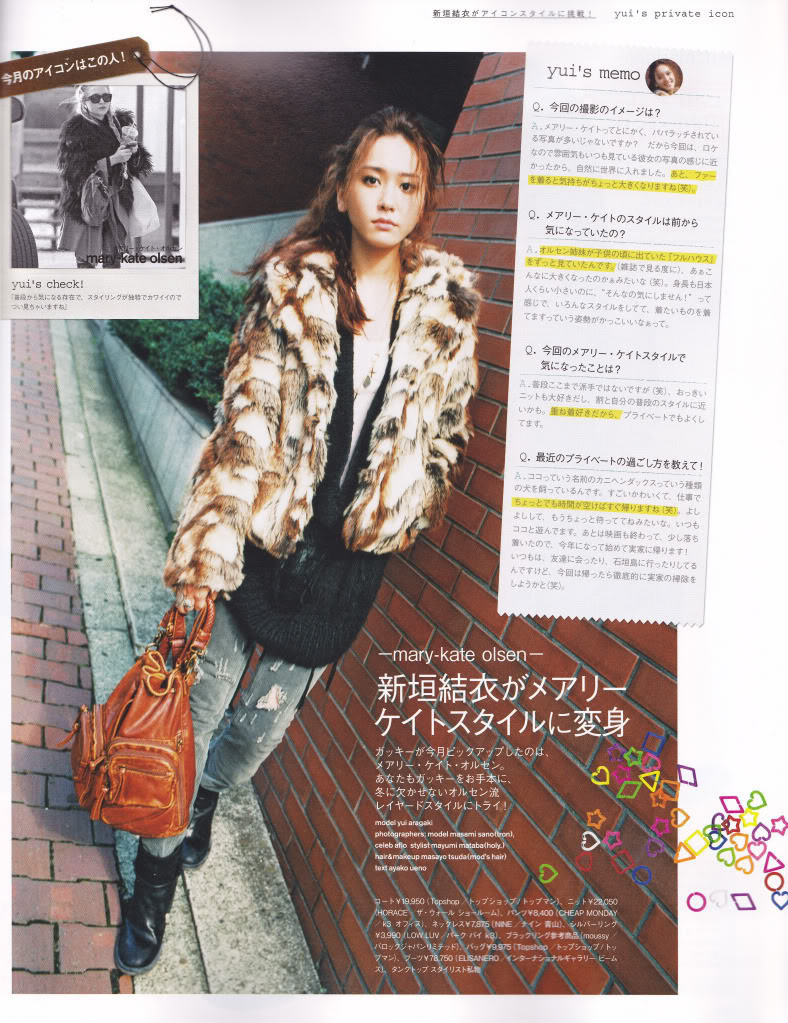 新垣結衣がアイコンスタイルに挑戦！ yui's private icon
今月のアイコンはこの人！
メアリー・ケイト・オルセン
mary-kate olsen
yui's check!
『普段から気になる存在で、スタイリングが独特でカワイイので
つい見ちゃいますね』
yui's memo
Q. 今回の撮影のイメージは？
A. メアリー・ケイトってとにかく、パパラッチされてい
る写真が多いじゃないですか？ だから今回は、ロケ
なので雰囲気もいつも見ている彼女の写真の感じに近
かったから、自然に世界に入れました。あと、ファー
を着ると気持ちがちょっと大きくなりますね(笑)。
Q. メアリー・ケイトのスタイルは前から
気になっていたの？
A. オルセン姉妹が子供の頃に出ていた『フルハウス』
をずっと見ていたんです。(雑誌で見る度に)、あぁこ
んなに大きくなったのかぁみたいな(笑)。身長も日本
人くらい小さいのに、"そんなの気にしません！"って
感じで、いろんなスタイルをしてて、着たいものを着
てますっていう姿勢がかっこいいなぁって。
Q. 今回のメアリー・ケイトスタイルで
気になったことは？
A. 普段ここまで派手ではないですが(笑)、おっきい
ニットも大好きだし、割と自分の普段のスタイルに近
いかも。重ね着好きだから、プライベートでもよくし
てます。
Q. 最近のプライベートの過ごし方を教えて！
A. ココっていう名前のカニヘンダックスっていう種類
の犬を飼っているんです。すごいかわいくて、仕事で
ちょっとでも時間が空けばすぐ帰りますね(笑)。よし
よしして、もうちょっと待っててねみたいな。いつも
ココと遊んでます。あとは映画も終わって、少し落ち
着いたので、今年になって始めて実家に帰ります！
いつもは、友達に会ったり、石垣島に行ったりしてる
んですけど、今回は帰ったら徹底的に実家の掃除を
しようかと(笑)。
—mary-kate olsen—
新垣結衣がメアリー
ケイトスタイルに変身
ガッキーが今月ピックアップしたのは、
メアリー・ケイト・オルセン。
あなたもガッキーをお手本に、
冬に欠かせないオルセン流
レイヤードスタイルにトライ！
model yui aragaki
photographers: model masami sano(tron),
celeb aflo stylist mayumi mataba(holy.)
hair&makeup masayo tsuda(mod's hair)
text ayako ueno
コート¥19,950（Topshop／トップショップ／トップマン）、ニット¥22,050
（HORACE／ザ・ウォール ショールーム）、パンツ¥8,400（CHEAP MONDAY
／k3 オフィス）、ネックレス¥7,875（NINE／ナイン 青山）、シルバーリング
¥3,990（LOW LUV／パーク バイ k3）、ブラックリング参考商品（moussy／
バロックジャパンリミテッド）、バッグ¥9,975（Topshop／トップショップ／トッ
プマン）、ブーツ¥78,750（ELISANERO／インターナショナルギャラリー ビーム
ス）、タンクトップ スタイリスト私物